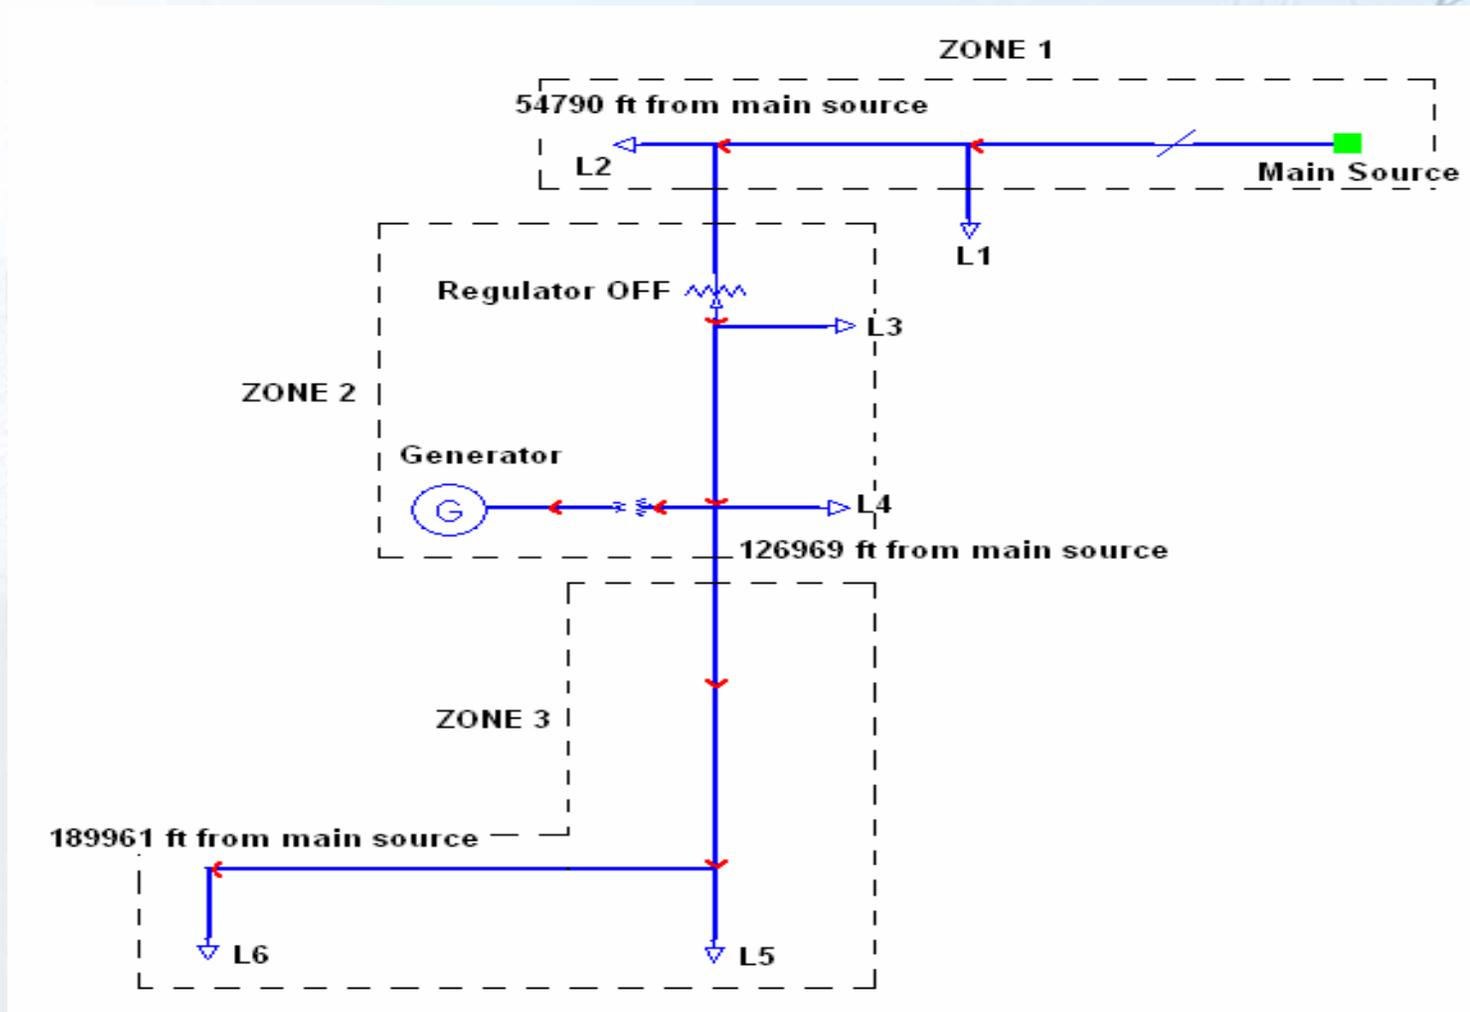 ZONE 1
54790 ft from main source
L2
Main Source
L1
Regulator OFF
L3
ZONE 2
Generator
G
L4
126969 ft from main source
ZONE 3
189961 ft from main source
L6
L5